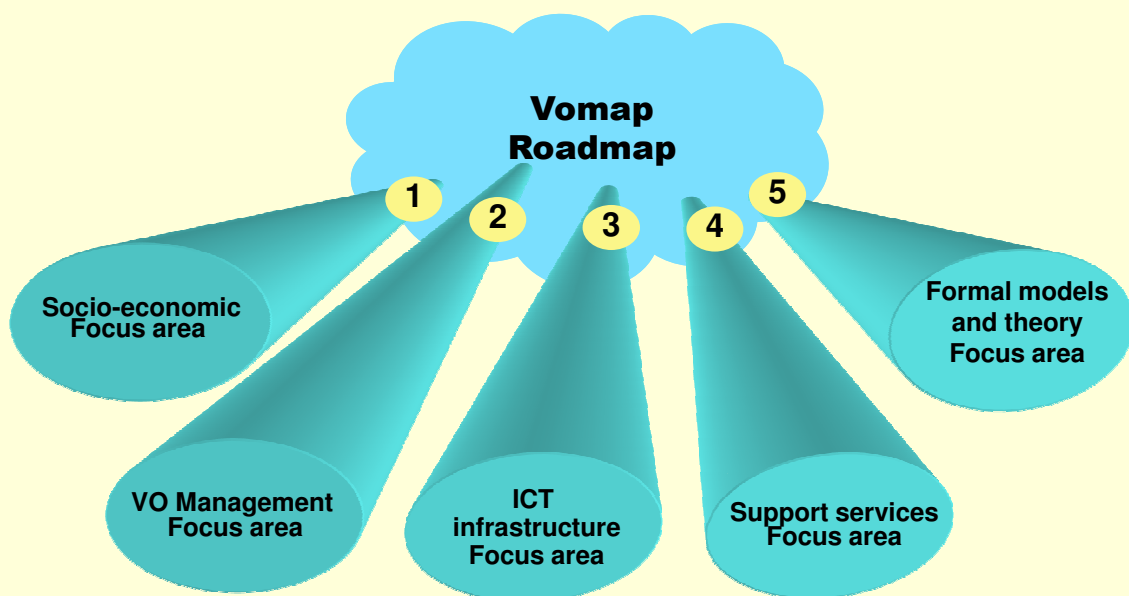 Vomap
Roadmap
1
2
3
4
5
Socio-economic
Focus area
VO Management
Focus area
ICT
infrastructure
Focus area
Support services
Focus area
Formal models
and theory
Focus area